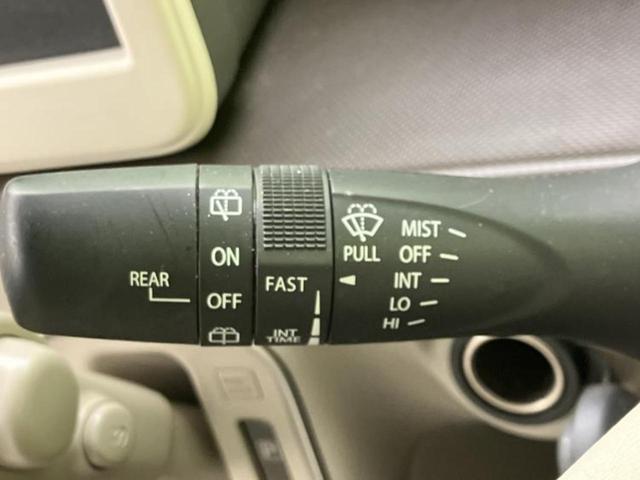 REAR
ON
OFF
FAST
INT
TIME
PULL
MIST
OFF
INT
LO
HI